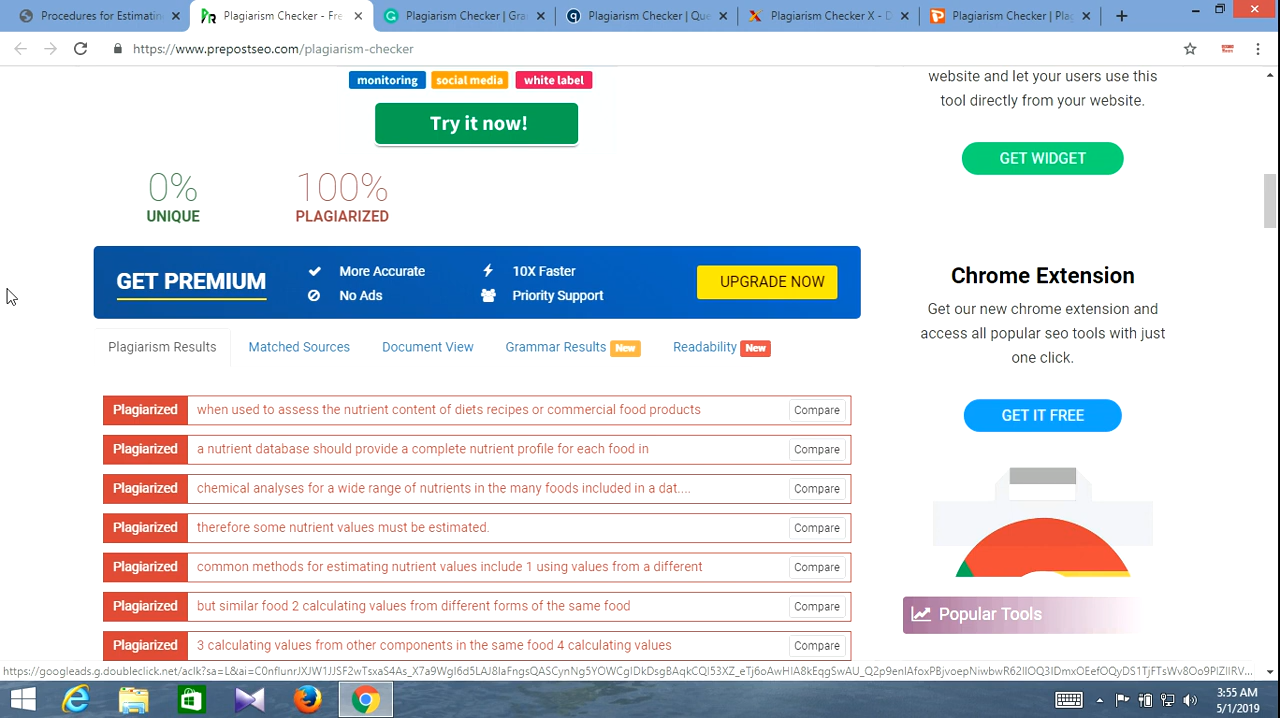 Procedures for Estimatin
Plagiarism Checker - Fre
Plagiarism Checker | Gra
Plagiarism Checker | Que
Plagiarism Checker X - D
Plagiarism Checker | Plag
https://www.prepostseo.com/plagiarism-checker
monitoring social media white label
Try it now!
0%
UNIQUE
100%
PLAGIARIZED
GET PREMIUM
More Accurate
10X Faster
No Ads
Priority Support
UPGRADE NOW
Plagiarism Results Matched Sources Document View Grammar Results New Readability New
Plagiarized when used to assess the nutrient content of diets recipes or commercial food products Compare
Plagiarized a nutrient database should provide a complete nutrient profile for each food in Compare
Plagiarized chemical analyses for a wide range of nutrients in the many foods included in a dat.... Compare
Plagiarized therefore some nutrient values must be estimated. Compare
Plagiarized common methods for estimating nutrient values include 1 using values from a different Compare
Plagiarized but similar food 2 calculating values from different forms of the same food Compare
Plagiarized 3 calculating values from other components in the same food 4 calculating values Compare
website and let your users use this
tool directly from your website.
GET WIDGET
Chrome Extension
Get our new chrome extension and
access all popular seo tools with just
one click.
GET IT FREE
Popular Tools
3:55 AM
5/1/2019